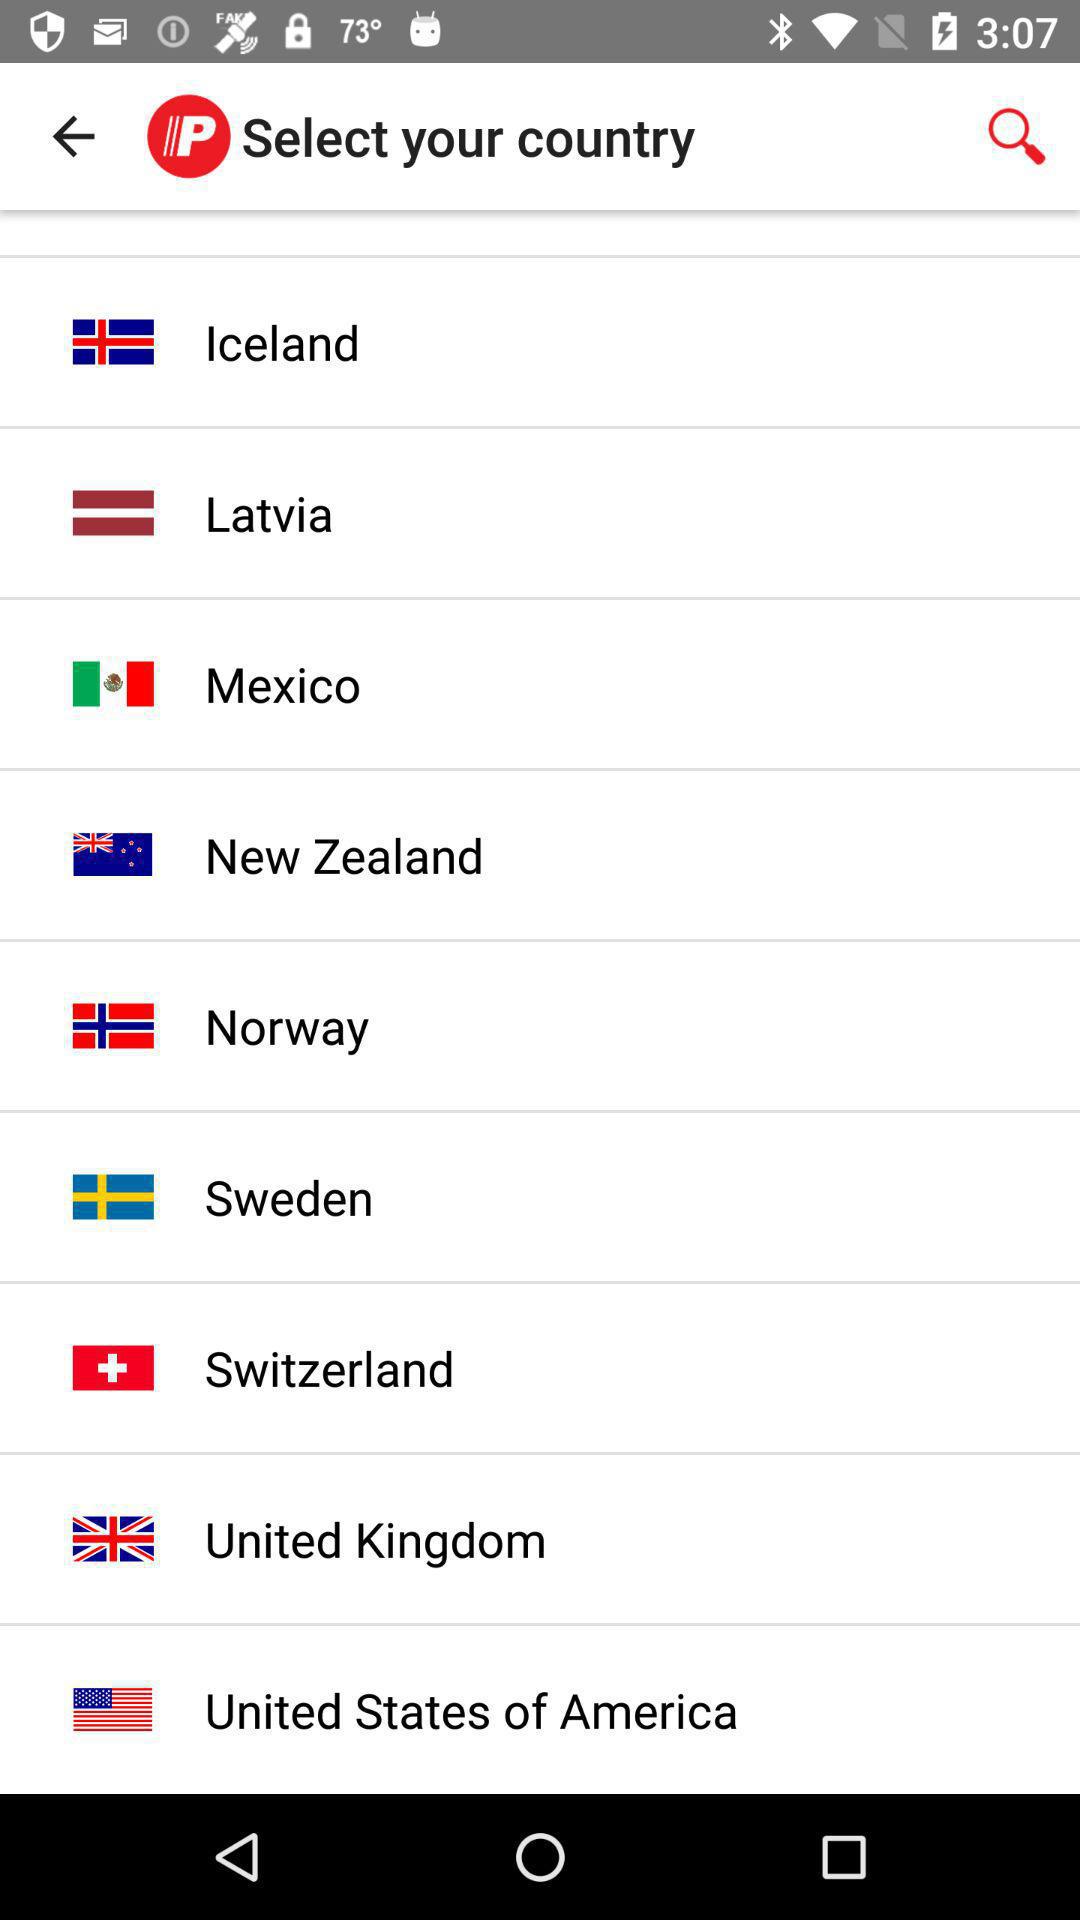 FAKE 73° 3:07
P Select your country
Iceland
Latvia
Mexico
New Zealand
Norway
Sweden
Switzerland
United Kingdom
United States of America